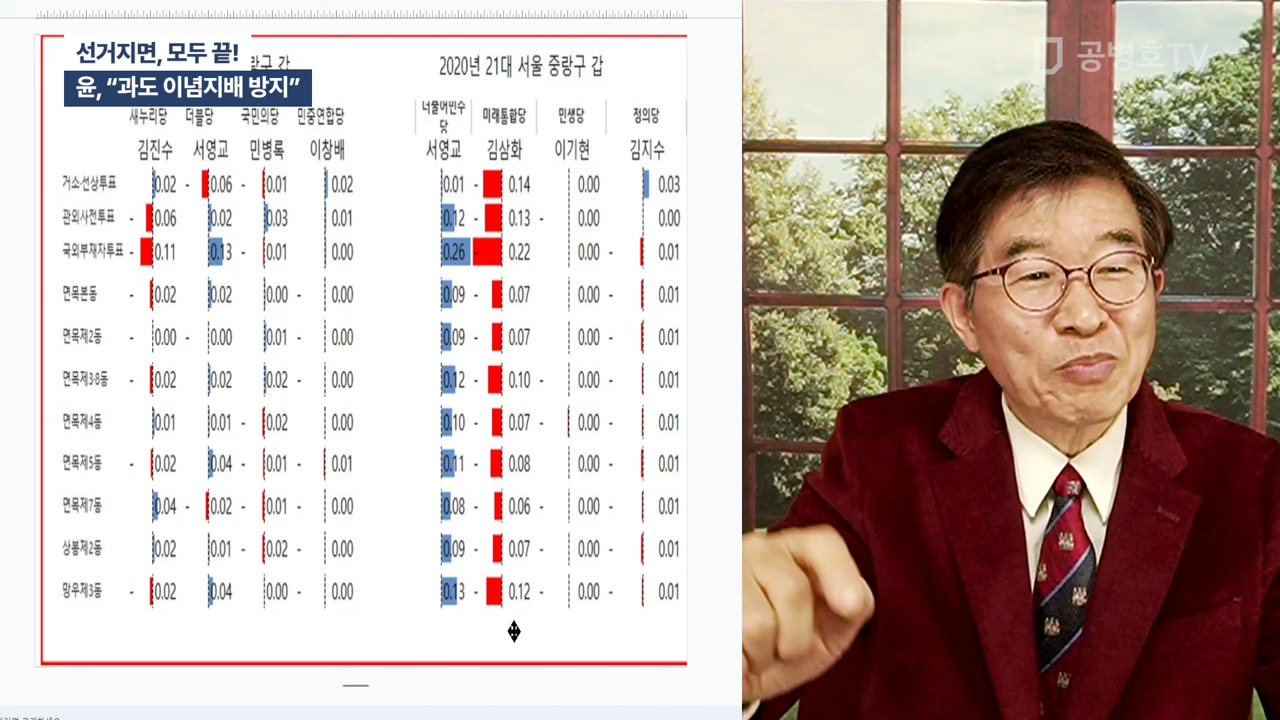 선거지면, 모두 끝!
윤, “과도 이념지배 방지”
랑구 갑
2020년 21대 서울 중랑구 갑
공병호TV
새누리당 더불당 국민의당 민중연합당 더불어민주당 미래통합당 민생당 정의당
김진수 서영교 민병록 이창배 서영교 김삼화 이기현 김지수
거소·선상투표 0.02 - 0.06 - 0.01 0.02 0.01 - 0.14 0.00 0.03
관외사전투표 - 0.06 0.02 0.03 0.01 0.12 - 0.13 - 0.00 0.00
국외부재자투표 - 0.11 0.13 0.01 0.00 0.26 - 0.22 0.00 - 0.01
면목본동 - 0.02 0.02 0.00 - 0.00 0.09 - 0.07 0.00 - 0.01
면목제2동 0.00 - 0.00 0.01 - 0.00 0.09 - 0.07 0.00 - 0.01
면목제3·8동 - 0.02 0.02 0.02 - 0.00 0.12 - 0.10 - 0.00 - 0.01
면목제4동 0.01 0.01 - 0.02 0.00 0.10 - 0.07 - 0.00 - 0.01
면목제5동 - 0.02 0.04 - 0.01 - 0.01 0.11 - 0.08 0.00 - 0.01
면목제7동 0.04 - 0.02 - 0.01 - 0.00 0.08 - 0.06 - 0.00 - 0.01
상봉제2동 0.02 0.01 - 0.02 - 0.00 0.09 - 0.07 - 0.00 - 0.01
망우제3동 - 0.02 0.04 0.00 - 0.00 0.13 - 0.12 - 0.00 - 0.01